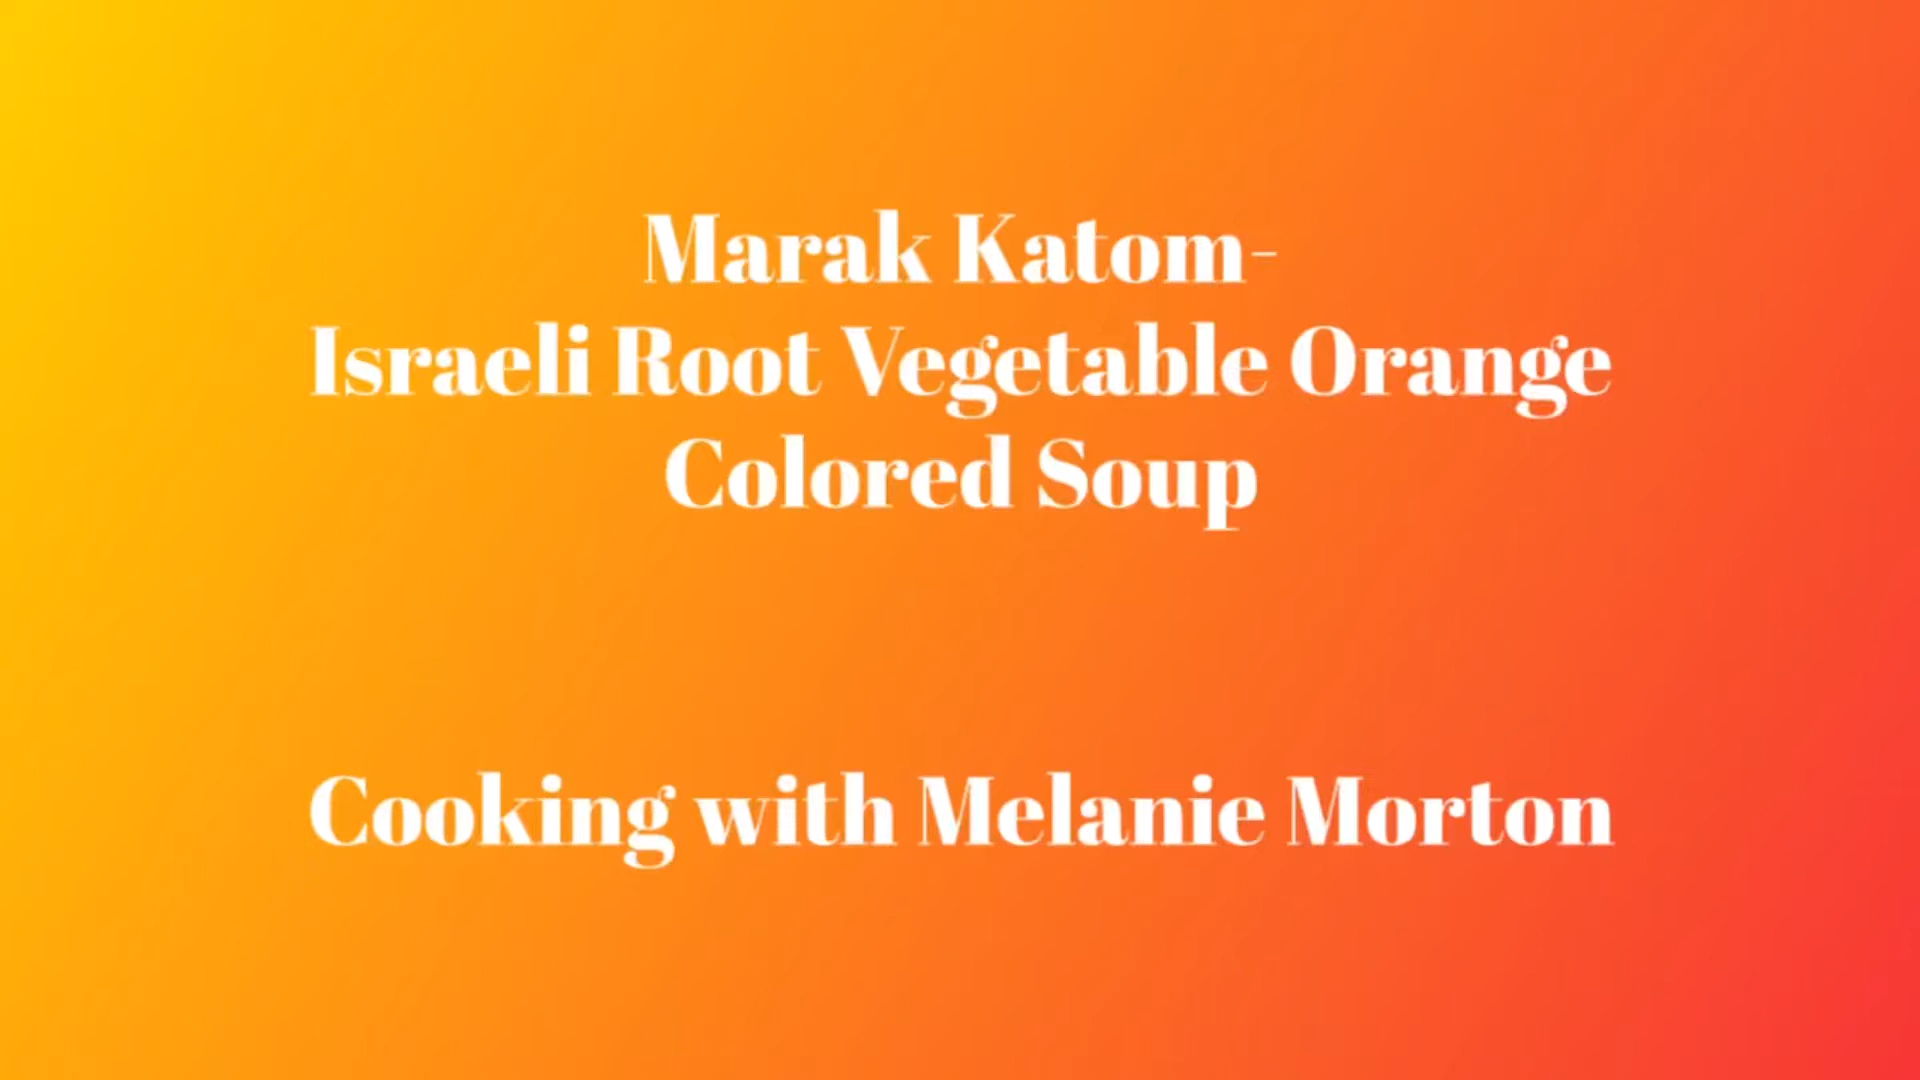 Marak Katom-
Israeli Root Vegetable Orange
Colored Soup
Cooking with Melanie Morton